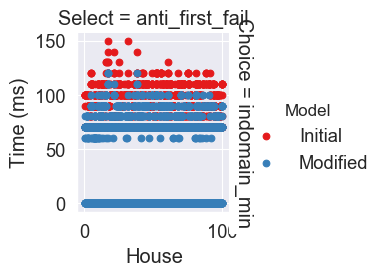 Select = anti_first_fail
Choice = indomain_min
Time (ms)
150
100
50
0
0
100
House
Model
Initial
Modified